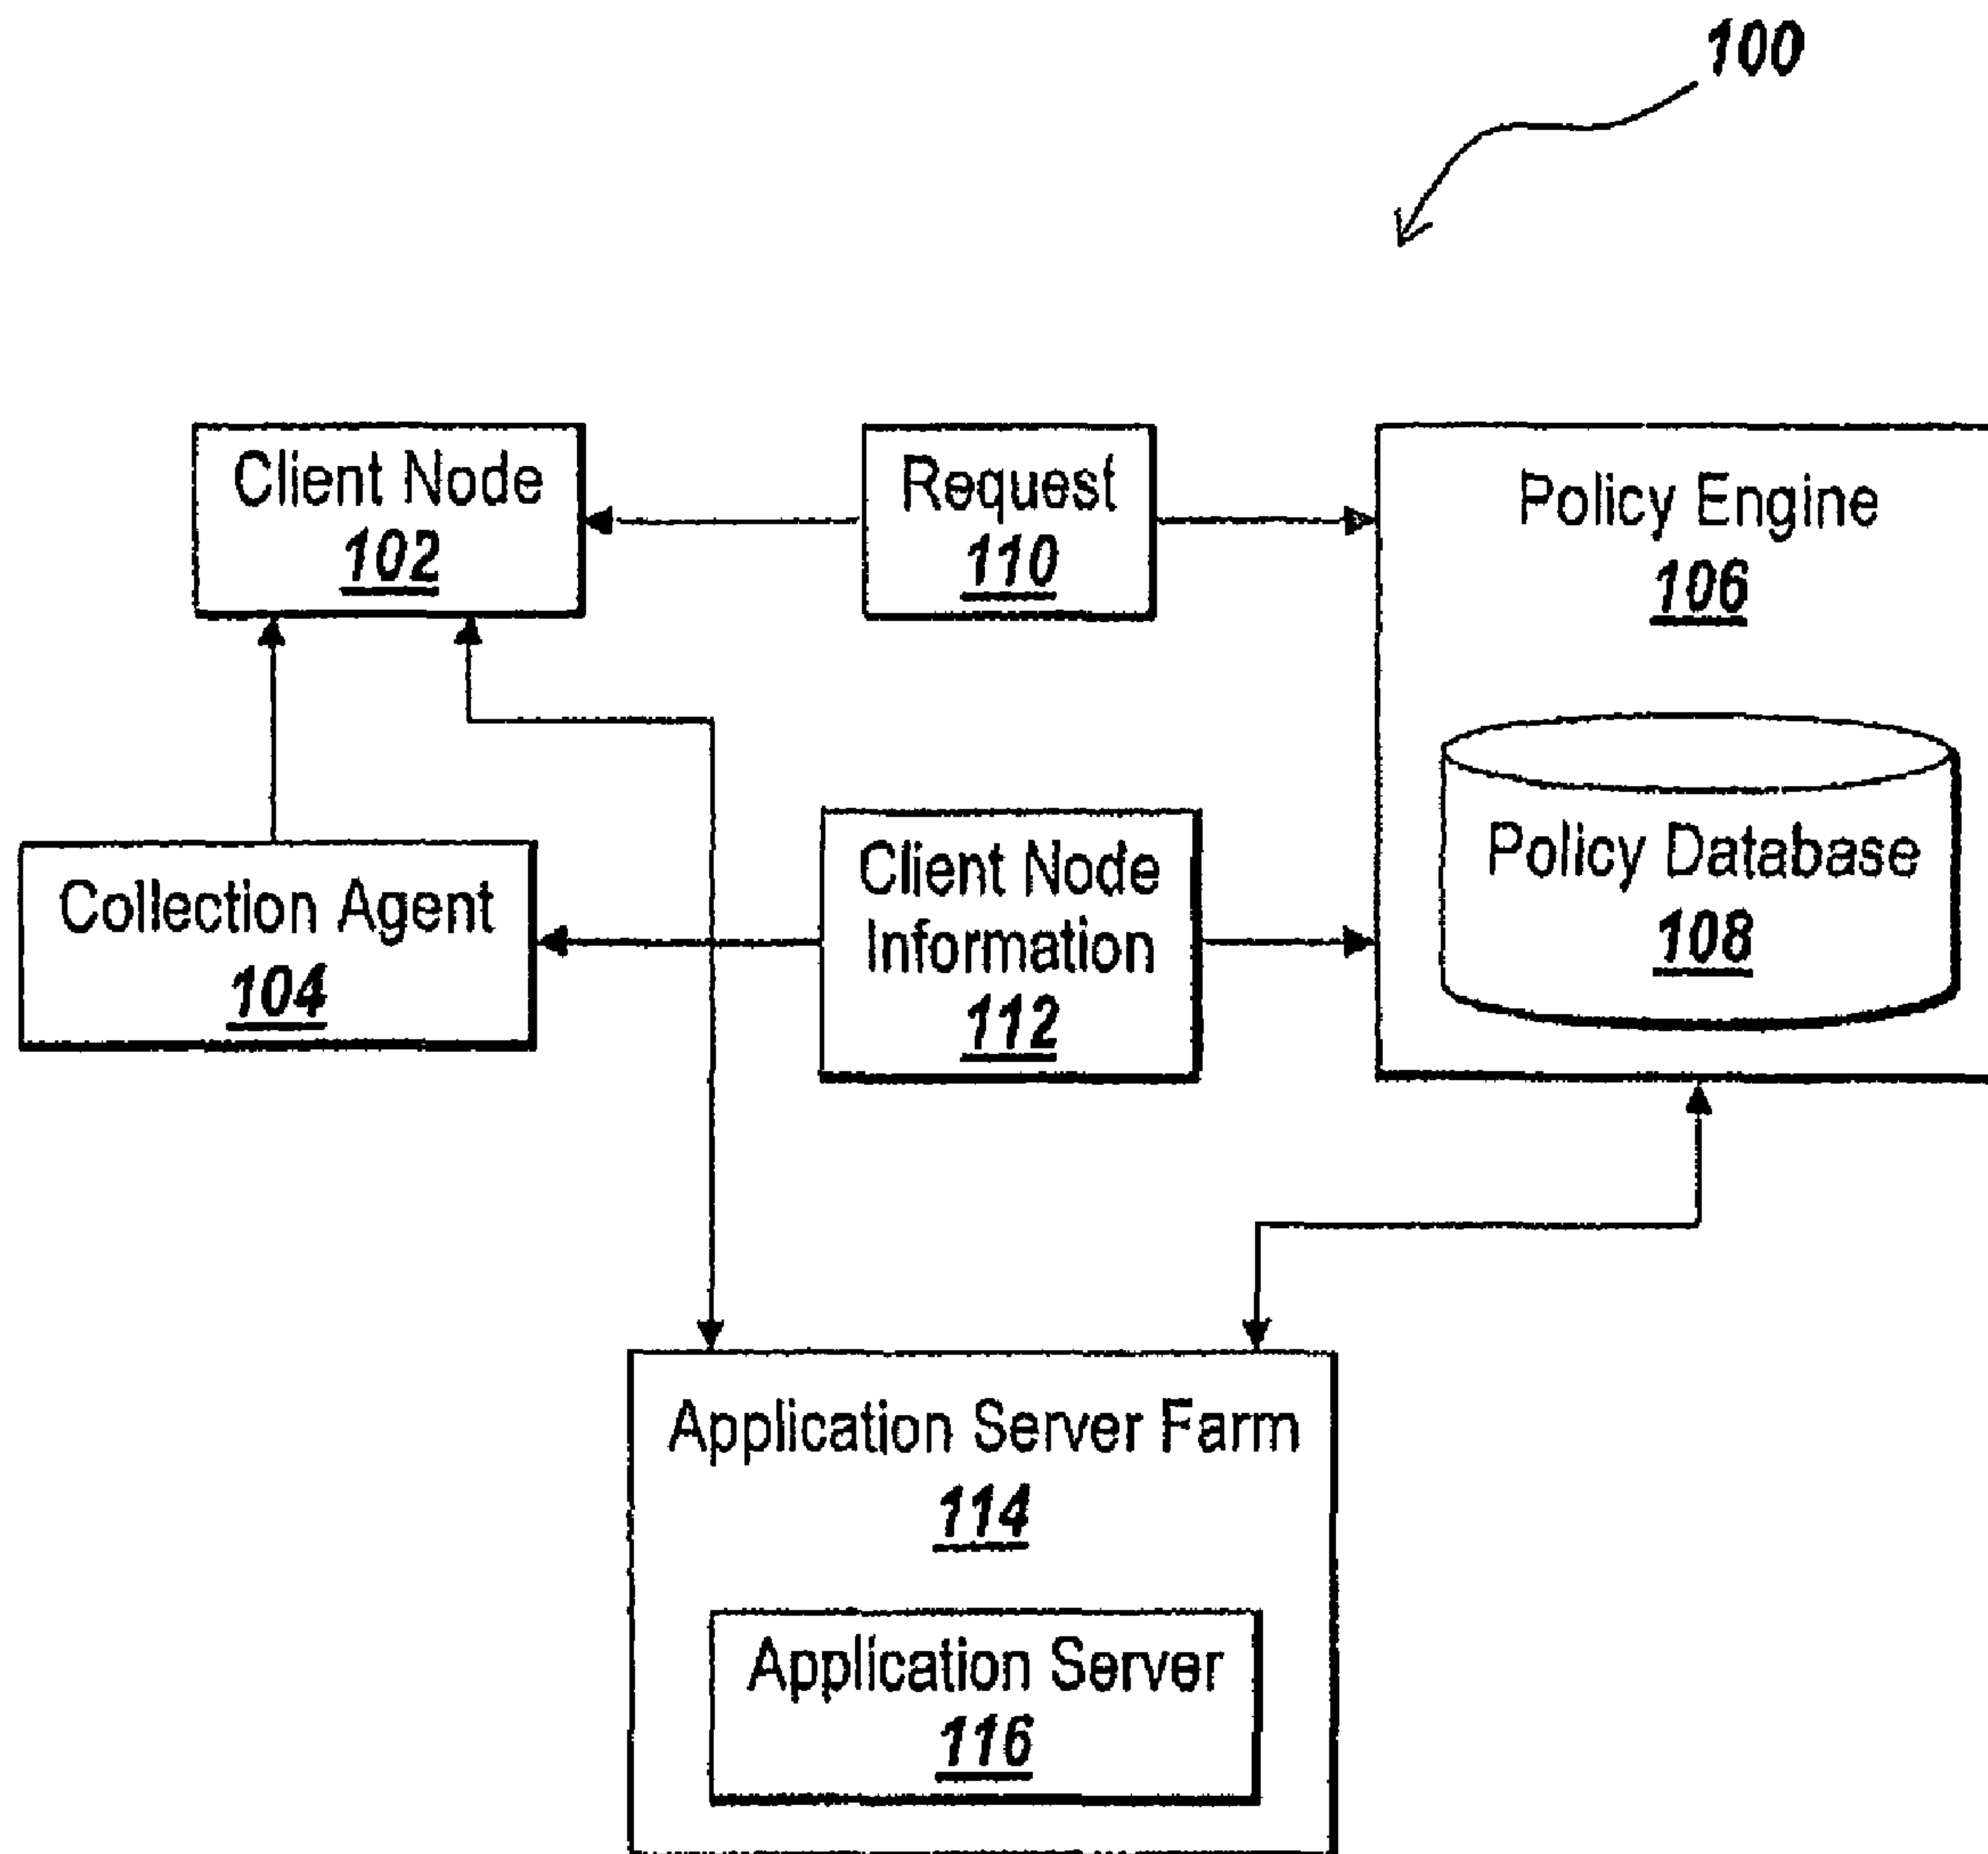 100
Client Node
102
Request
110
Policy Engine
106
Policy Database
108
Collection Agent
104
Client Node
Information
112
Application Server Farm
114
Application Server
116